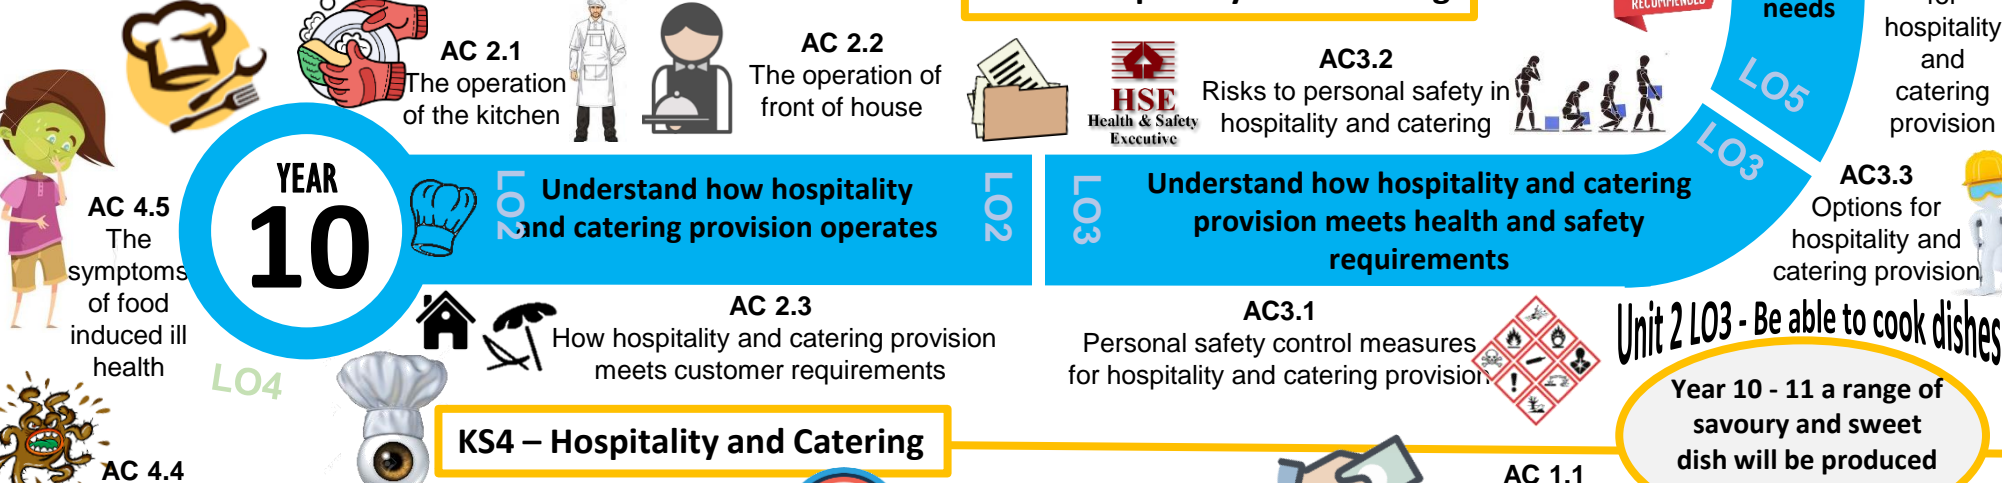 RECOMMENDED
needs
hospitality
and
catering
provision
AC 2.1
The operation
of the kitchen
AC 2.2
The operation of
front of house
HSE
Health & Safety
Executive
AC3.2
Risks to personal safety in
hospitality and catering
LO5
LO3
YEAR
10
LO2
Understand how hospitality
and catering provision operates
LO2
LO3
Understand how hospitality and catering
provision meets health and safety
requirements
AC3.3
Options for
hospitality and
catering provision
AC 4.5
The
symptoms
of food
induced ill
health
LO4
AC 2.3
How hospitality and catering provision
meets customer requirements
AC3.1
Personal safety control measures
for hospitality and catering provision
Unit 2 LO3 - Be able to cook dishes
Year 10 - 11 a range of
savoury and sweet
dish will be produced
KS4 – Hospitality and Catering
AC 4.4
AC 1.1